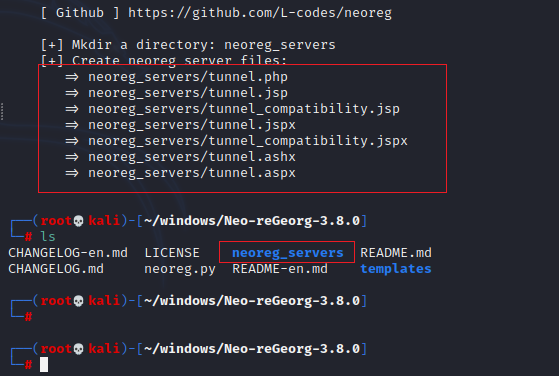 [ Github ] https://github.com/L-codes/neoreg
[+] Mkdir a directory: neoreg_servers
[+] Create neoreg server files:
=> neoreg_servers/tunnel.php
=> neoreg_servers/tunnel.jsp
=> neoreg_servers/tunnel_compatibility.jsp
=> neoreg_servers/tunnel.jspx
=> neoreg_servers/tunnel_compatibility.jspx
=> neoreg_servers/tunnel.ashx
=> neoreg_servers/tunnel.aspx
┌──(root💀kali)-[~/windows/Neo-reGeorg-3.8.0]
└─# ls
CHANGELOG-en.md LICENSE neoreg_servers README.md
CHANGELOG.md neoreg.py README-en.md templates
┌──(root💀kali)-[~/windows/Neo-reGeorg-3.8.0]
└─#
┌──(root💀kali)-[~/windows/Neo-reGeorg-3.8.0]
└─#